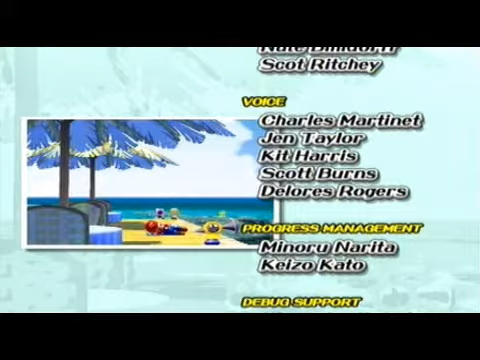 Scot Ritchey
VOICE
Charles Martinet
Jen Taylor
Kit Harris
Scott Burns
Delores Rogers
PROGRESS MANAGEMENT
Minoru Narita
Keizo Kato
DEBUG SUPPORT